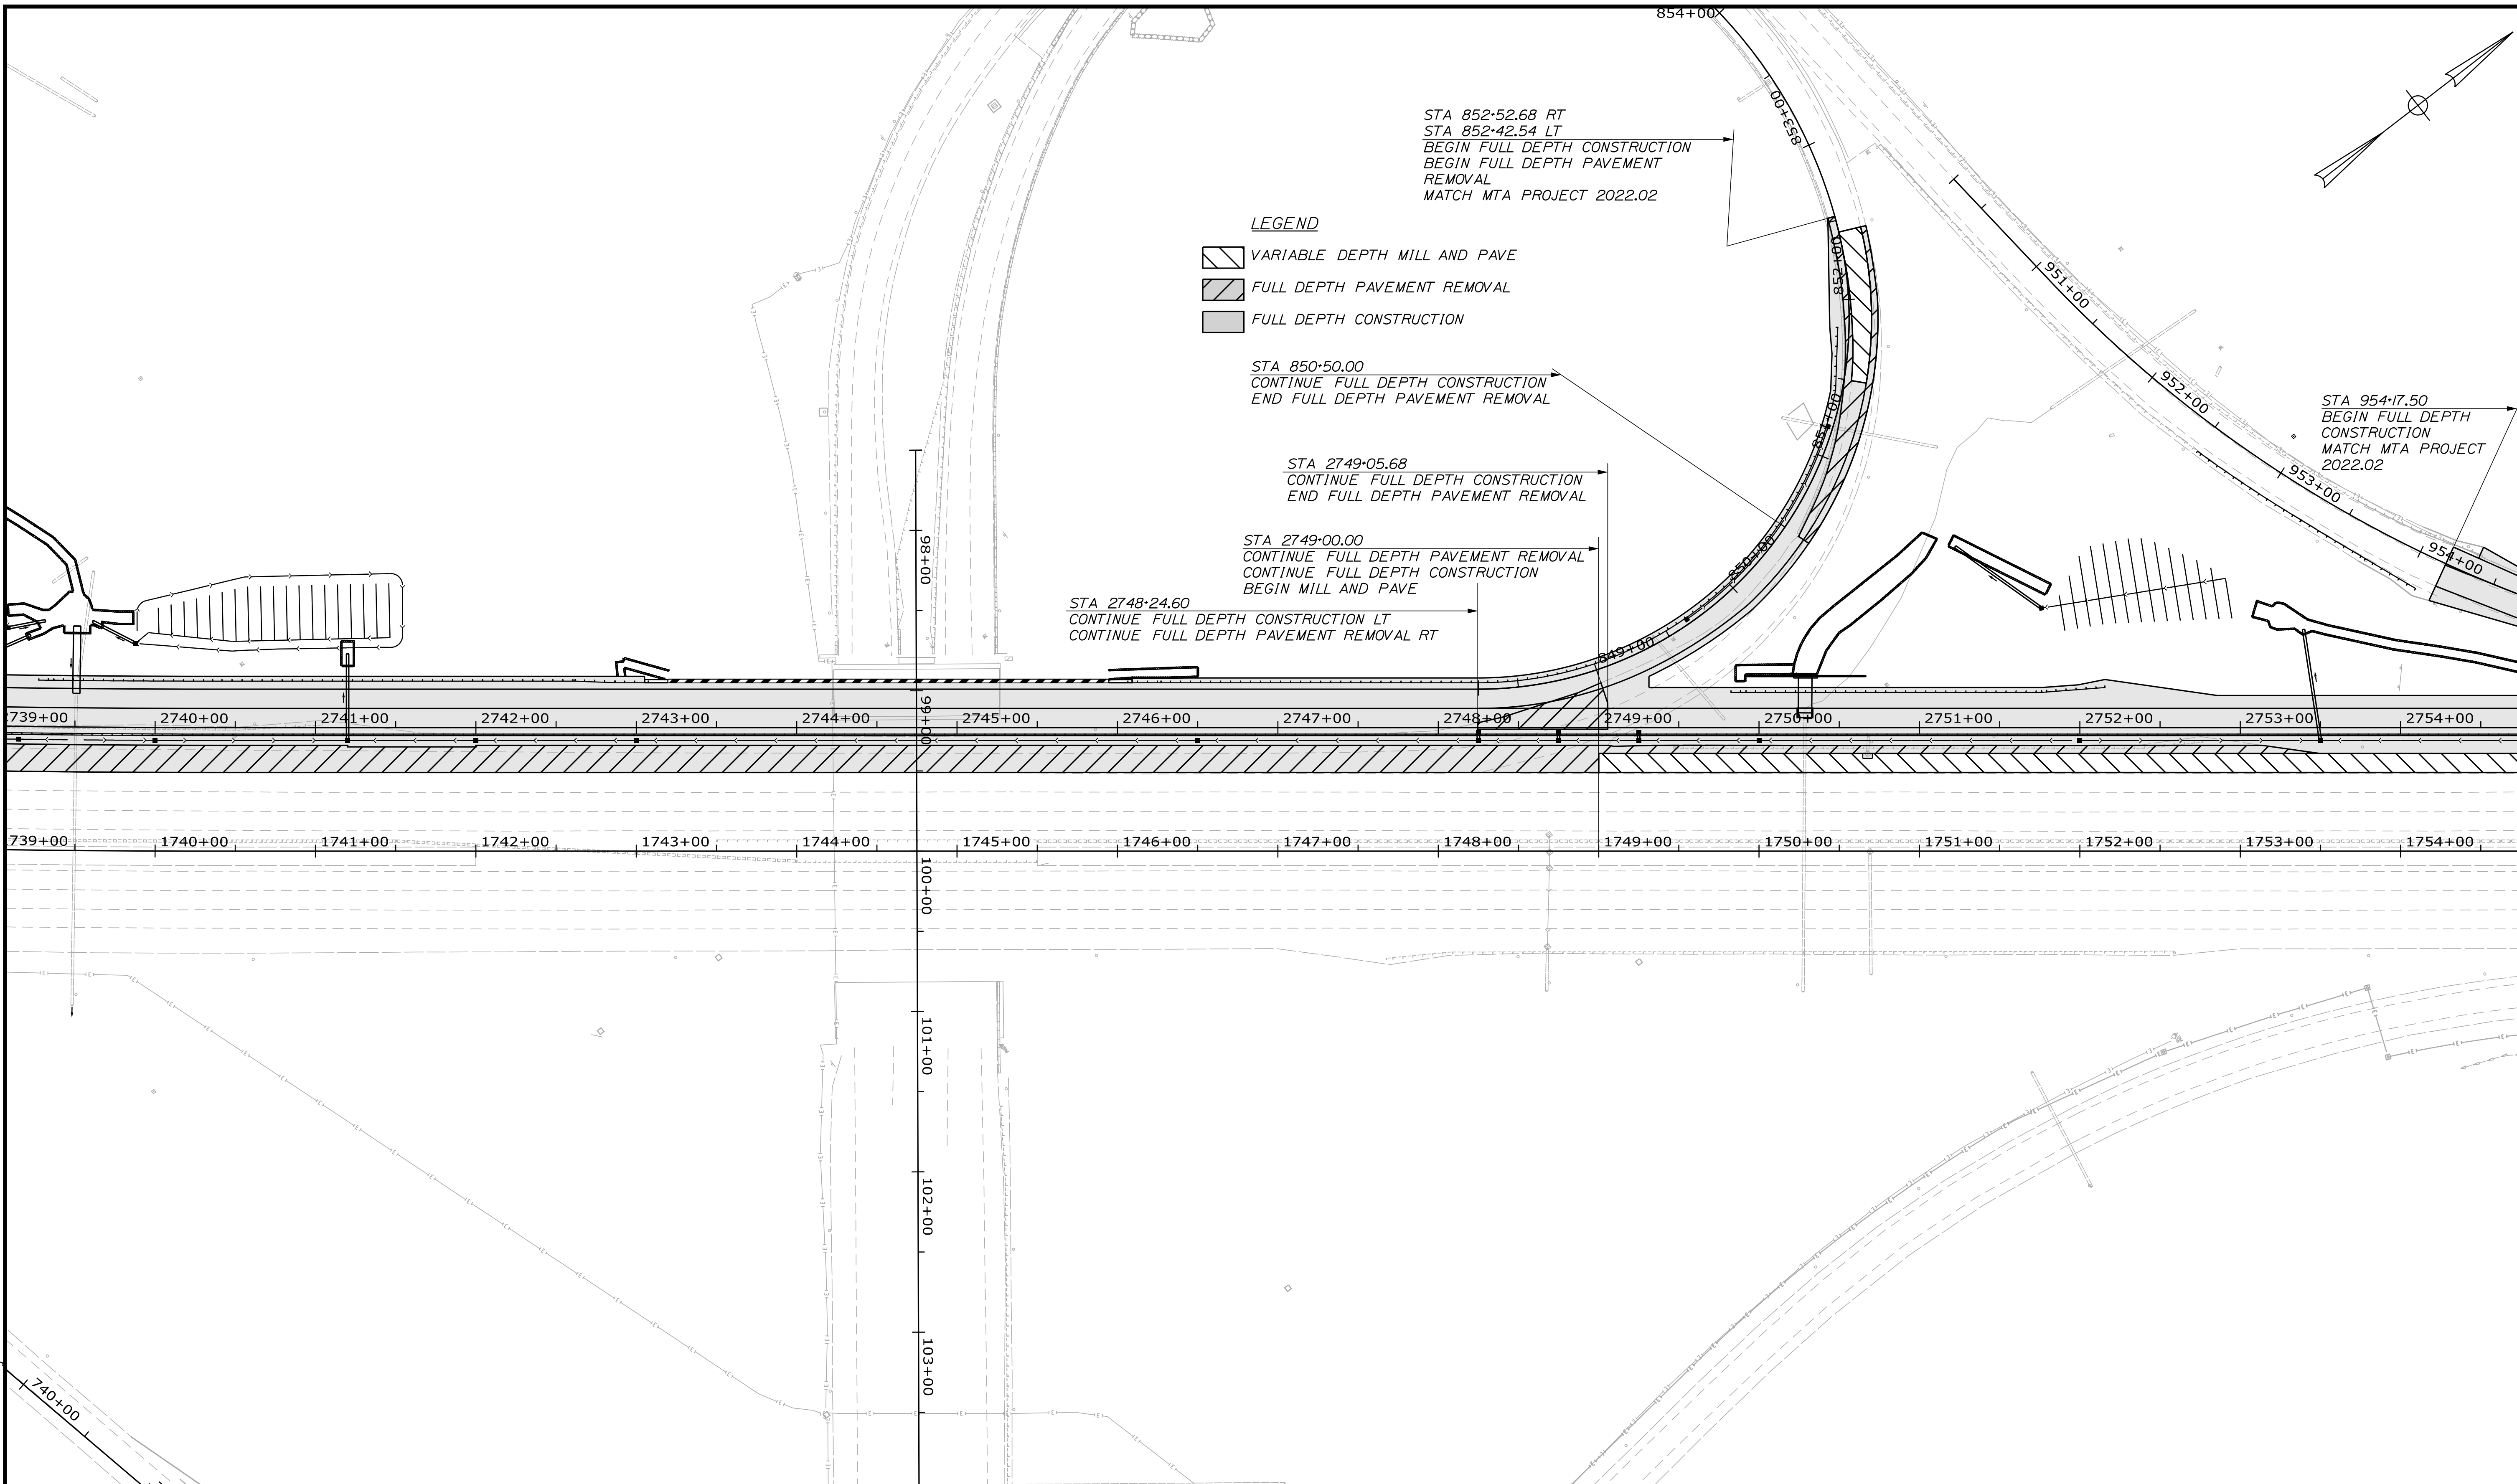 854+00
853+00
STA 852+52.68 RT
STA 852+42.54 LT
BEGIN FULL DEPTH CONSTRUCTION
BEGIN FULL DEPTH PAVEMENT
REMOVAL
MATCH MTA PROJECT 2022.02
LEGEND
VARIABLE DEPTH MILL AND PAVE
FULL DEPTH PAVEMENT REMOVAL
FULL DEPTH CONSTRUCTION
852+00
951+00
952+00
953+00
954+00
STA 850+50.00
CONTINUE FULL DEPTH CONSTRUCTION
END FULL DEPTH PAVEMENT REMOVAL
STA 954+17.50
BEGIN FULL DEPTH
CONSTRUCTION
MATCH MTA PROJECT
2022.02
851+00
STA 2749+05.68
CONTINUE FULL DEPTH CONSTRUCTION
END FULL DEPTH PAVEMENT REMOVAL
STA 2749+00.00
CONTINUE FULL DEPTH PAVEMENT REMOVAL
CONTINUE FULL DEPTH CONSTRUCTION
BEGIN MILL AND PAVE
850+00
98+00
STA 2748+24.60
CONTINUE FULL DEPTH CONSTRUCTION LT
CONTINUE FULL DEPTH PAVEMENT REMOVAL RT
849+00
99+00
2739+00 2740+00 2741+00 2742+00 2743+00 2744+00 2745+00 2746+00 2747+00 2748+00 2749+00 2750+00 2751+00 2752+00 2753+00 2754+00
739+00 1740+00 1741+00 1742+00 1743+00 1744+00 1745+00 1746+00 1747+00 1748+00 1749+00 1750+00 1751+00 1752+00 1753+00 1754+00
100+00
101+00
102+00
103+00
740+00